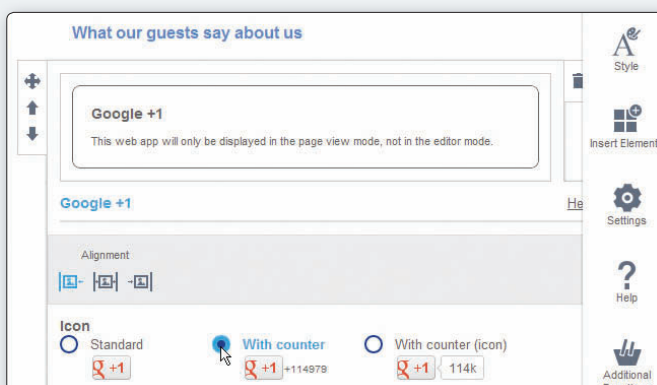 What our guests say about us
Style
Google +1
This web app will only be displayed in the page view mode, not in the editor mode.
Insert Element
Google +1
He
Settings
Alignment
Help
Icon
Standard
With counter
With counter (icon)
g +1
g +1 +114979
g +1 114k
Additional